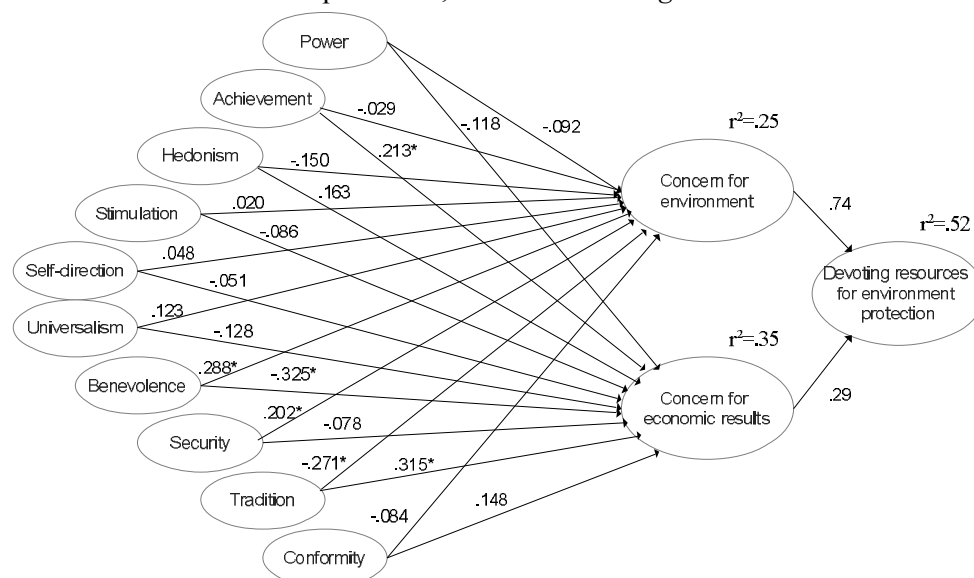 Power
Achievement
-.029
-.118
-.092
r²=.25
Hedonism
.213*
-.150
Concern for
environment
Stimulation
.020
-.163
.74
-.086
r²=.52
Self-direction
.048
-.051
Devoting resources
for environment
protection
Universalism
.123
-.128
r²=.35
Benevolence
.288*
-.325*
Concern for
economic results
.29
Security
.202*
-.078
Tradition
-.271*
.315*
-.084
.148
Conformity